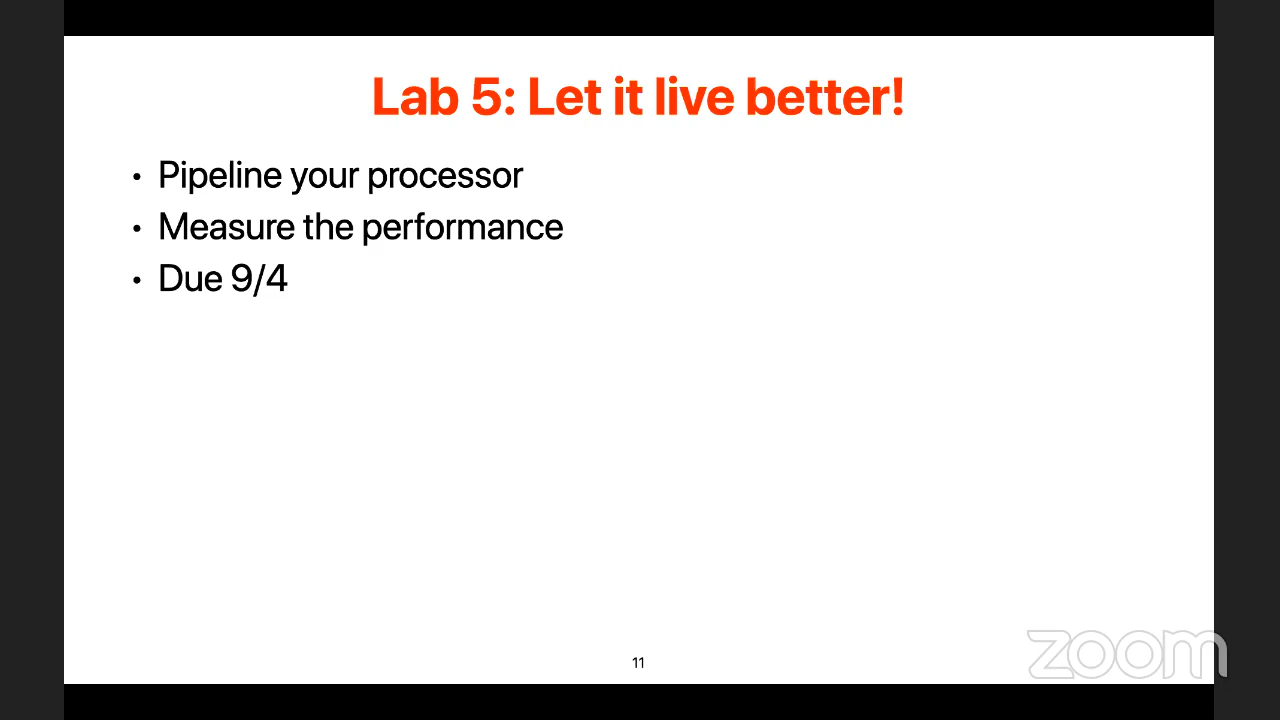 Lab 5: Let it live better!
• Pipeline your processor
• Measure the performance
• Due 9/4
11
zoom